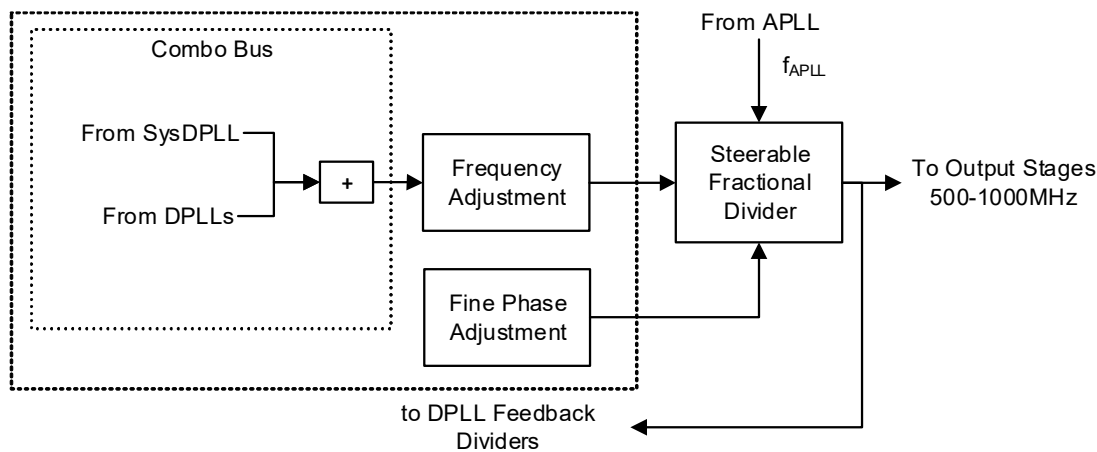 From APLL
Combo Bus
fAPLL
From SysDPLL
+
From DPLLs
Frequency
Adjustment
Steerable
Fractional
Divider
To Output Stages
500-1000MHz
Fine Phase
Adjustment
to DPLL Feedback
Dividers